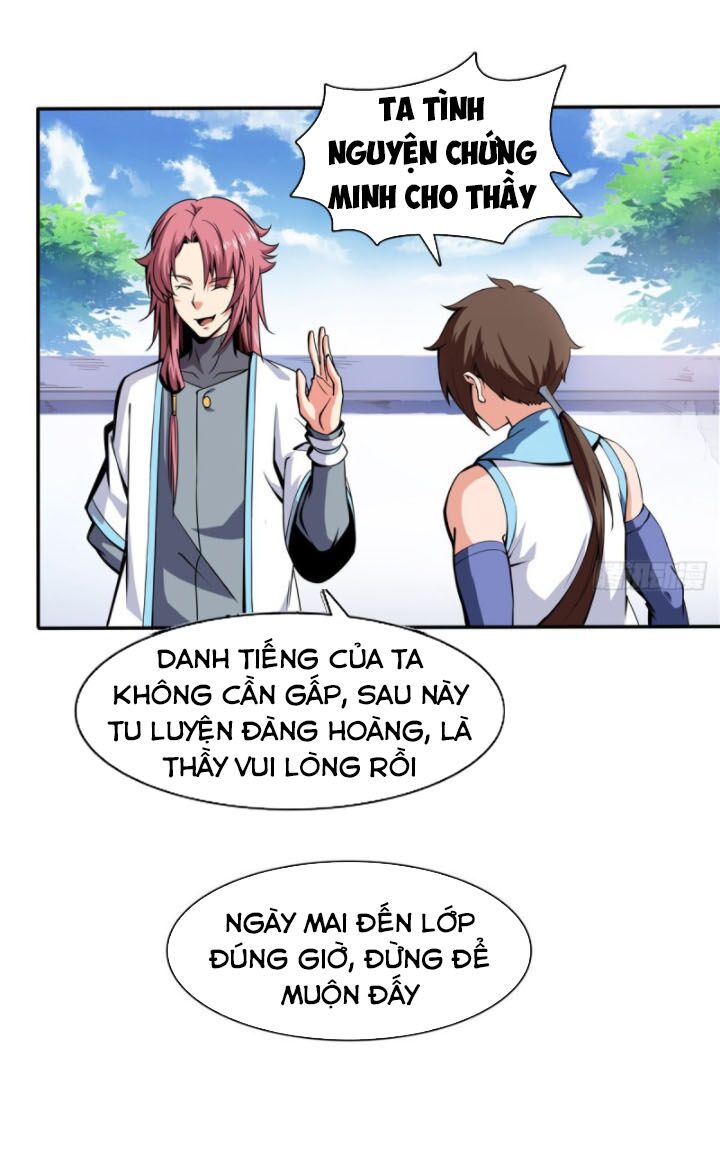 TA TÌNH
NGUYỆN CHỨNG
MINH CHO THẦY
DANH TIẾNG CỦA TA
KHÔNG CẦN GẤP, SAU NÀY
TU LUYỆN ĐÀNG HOÀNG, LÀ
THẦY VUI LÒNG RỒI
NGÀY MAI ĐẾN LỚP
ĐÚNG GIỜ, ĐỪNG ĐỂ
MUỘN ĐẤY